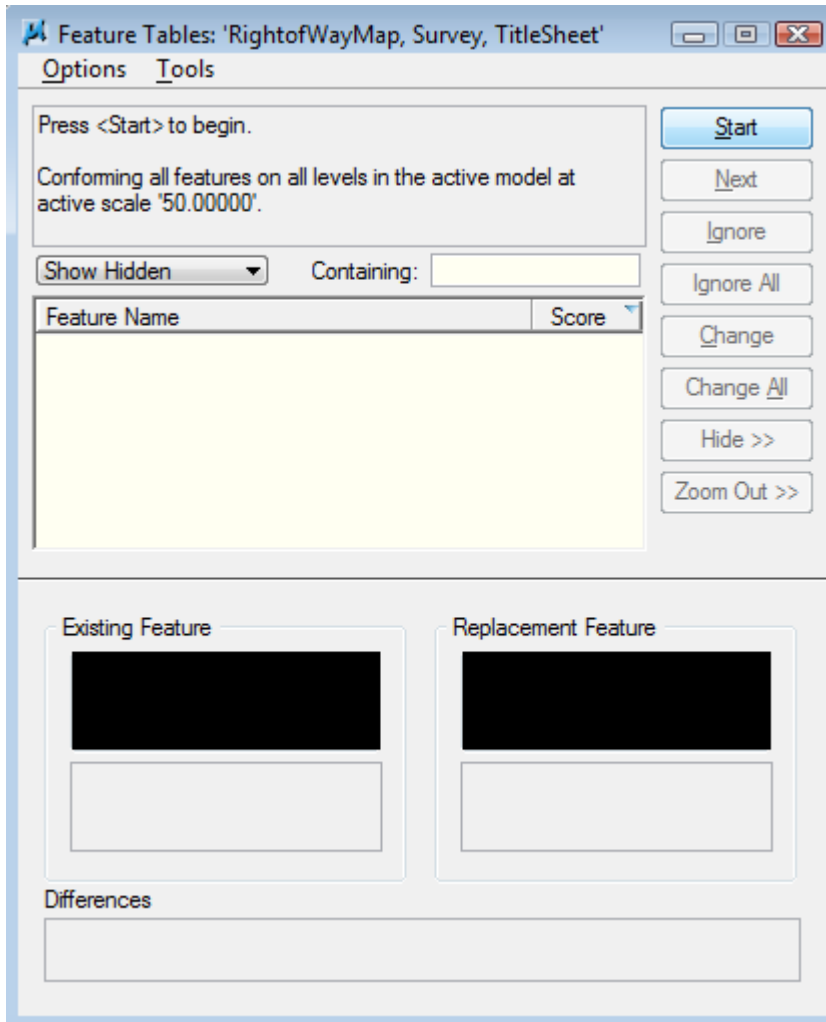 Feature Tables: 'RightofWayMap, Survey, TitleSheet'
Options Tools
Press <Start> to begin.
Conforming all features on all levels in the active model at
active scale '50.00000'.
Start
Next
Ignore
Ignore All
Change
Change All
Hide >>
Zoom Out >>
Show Hidden
Containing:
Feature Name Score
Existing Feature
Replacement Feature
Differences